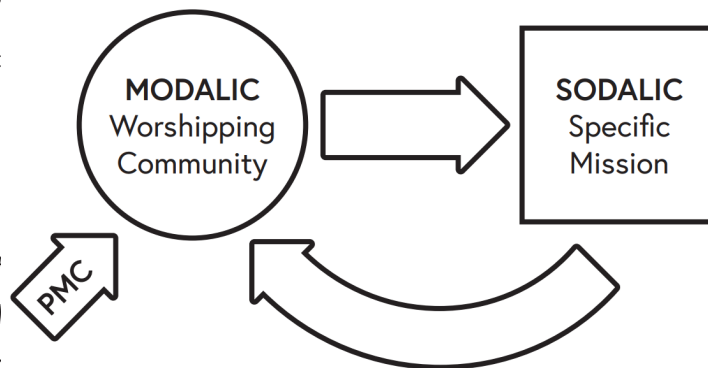 MODALIC
Worshipping
Community
SODALIC
Specific
Mission
PMC